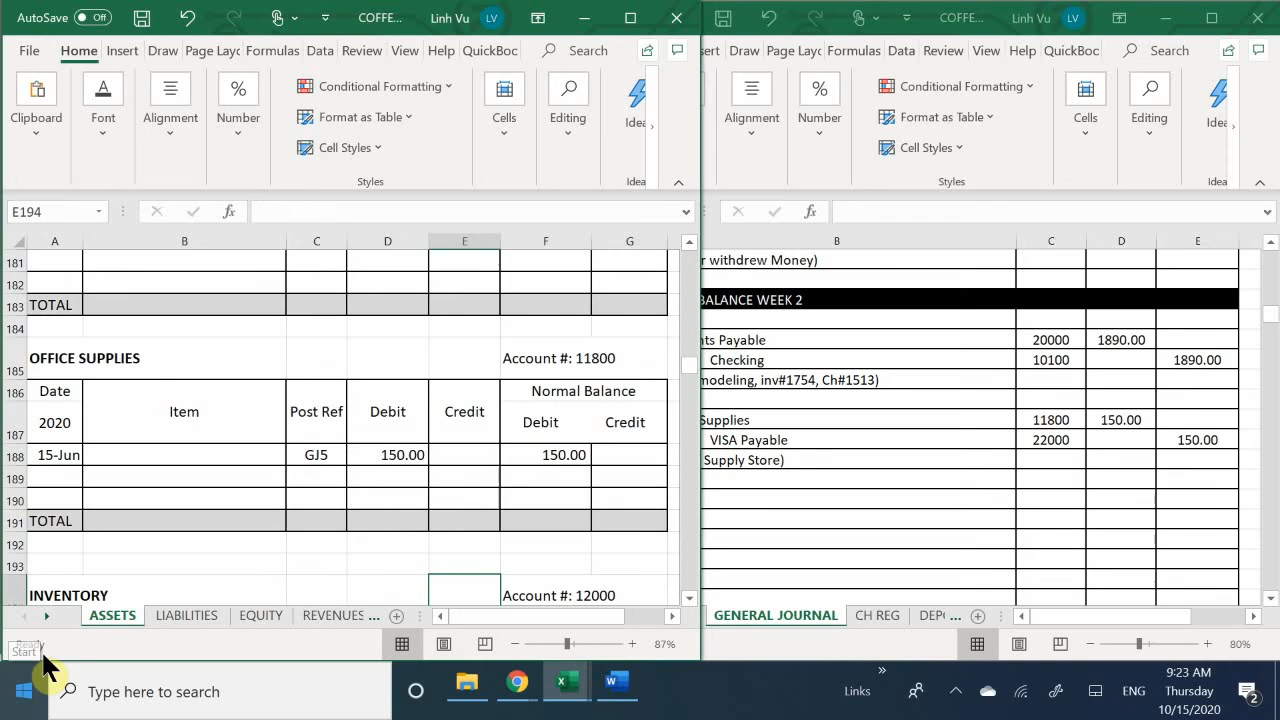 AutoSave Off COFFE... Linh Vu LV
File Home Insert Draw Page Layo Formulas Data Review View Help QuickBoc Search
Clipboard Font Alignment Number
Conditional Formatting
Format as Table
Cell Styles
Styles
Cells Editing Idea
Idea
E194 fx
A B C D E F G
181
182
183 TOTAL
184
185 OFFICE SUPPLIES Account #: 11800
186 Date Normal Balance
Item Post Ref Debit Credit
187 2020 Debit Credit
188 15-Jun GJ5 150.00 150.00
189
190
191 TOTAL
192
193
INVENTORY Account #: 12000
ASSETS LIABILITIES EQUITY REVENUES ...
Ready
Start
87%
COFFE... Linh Vu LV
sert Draw Page Layo Formulas Data Review View Help QuickBoc Search
Alignment Number
Conditional Formatting
Format as Table
Cell Styles
Styles
Cells Editing Idea
Idea
fx
B C D E
r withdrew Money)
BALANCE WEEK 2
nts Payable 20000 1890.00
Checking 10100 1890.00
modeling, inv#1754, Ch#1513)
Supplies 11800 150.00
VISA Payable 22000 150.00
Supply Store)
GENERAL JOURNAL CH REG DEPO
80%
Type here to search
Links
ENG
9:23 AM
Thursday
10/15/2020
2